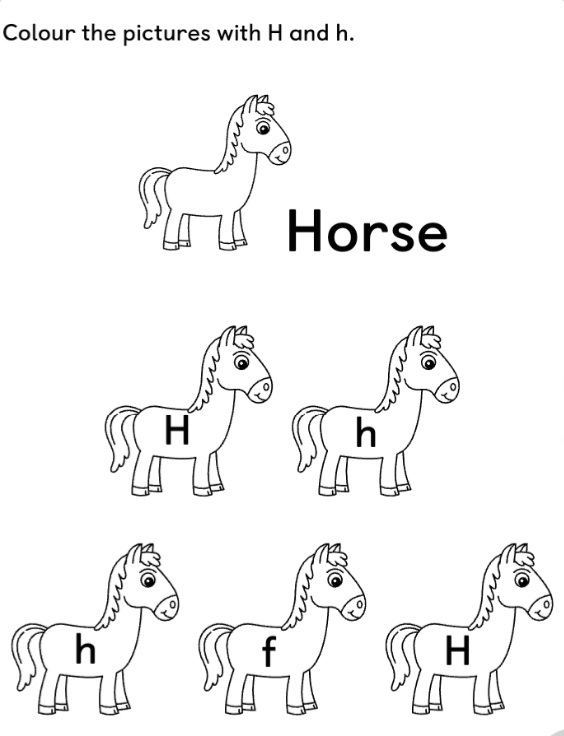 Colour the pictures with H and h.
Horse
H h
h f H